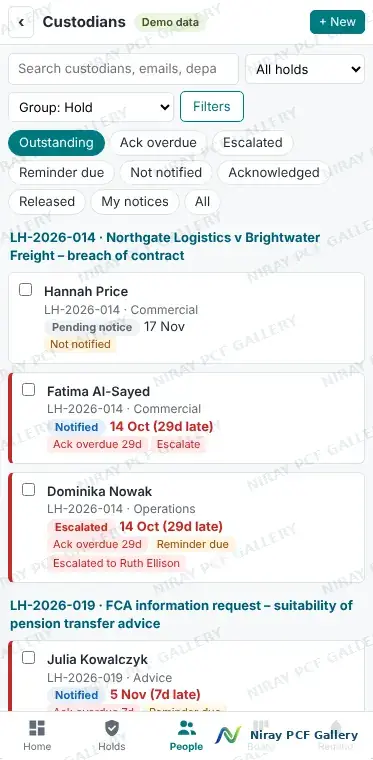 ‹ Custodians Demo data + New
Search custodians, emails, depa All holds
Group: Hold Filters
Outstanding Ack overdue Escalated
Reminder due Not notified Acknowledged
Released My notices All
LH-2026-014 · Northgate Logistics v Brightwater
Freight – breach of contract
Hannah Price
LH-2026-014 · Commercial
Pending notice 17 Nov
Not notified
Fatima Al-Sayed
LH-2026-014 · Commercial
Notified 14 Oct (29d late)
Ack overdue 29d Escalate
Dominika Nowak
LH-2026-014 · Operations
Escalated 14 Oct (29d late)
Ack overdue 29d Reminder due
Escalated to Ruth Ellison
LH-2026-019 · FCA information request – suitability of
pension transfer advice
Julia Kowalczyk
LH-2026-019 · Advice
Notified 5 Nov (7d late)
Ack overdue 7d Reminder due
Home Holds People Niray PCF Gallery
NIRAY PCF GALLERY